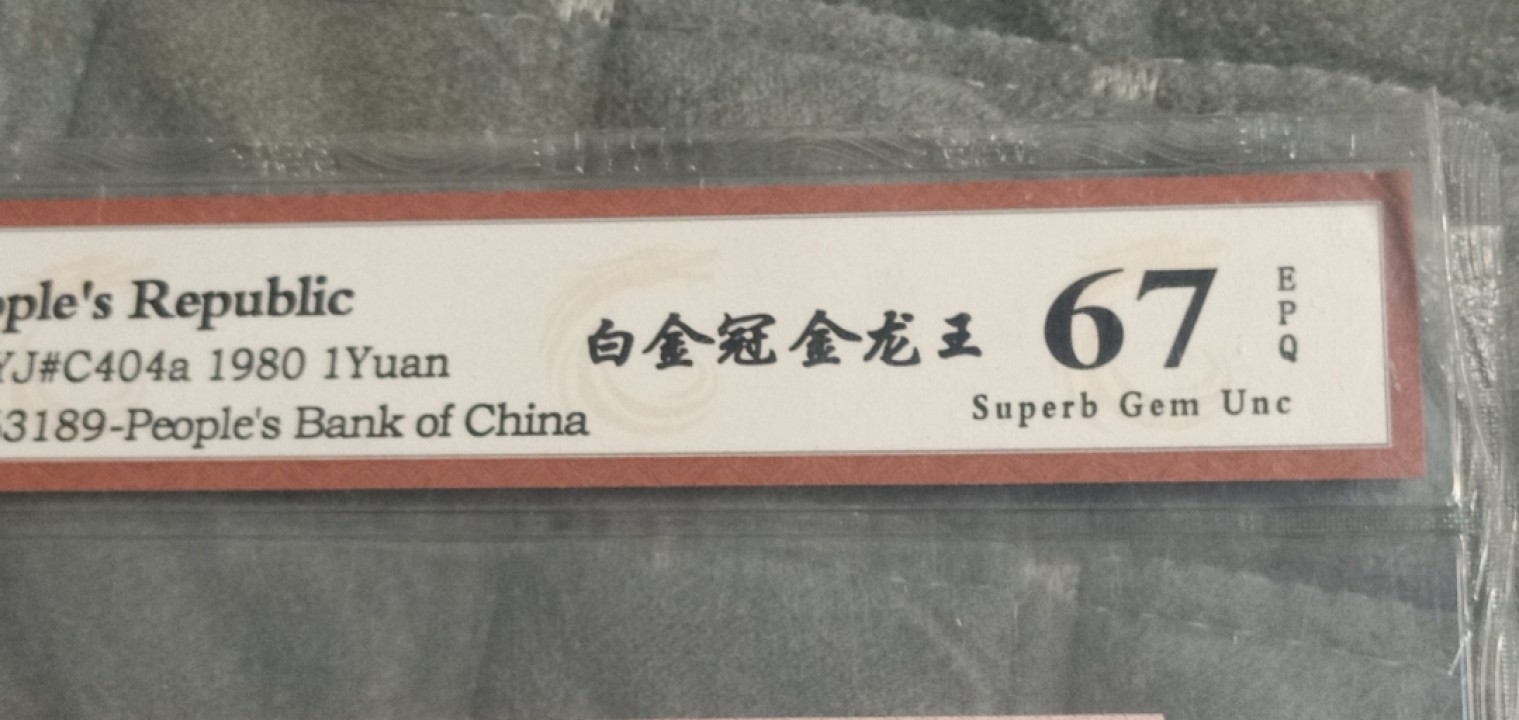 ople's Republic
YJ#C404a 1980 1Yuan
3189-People's Bank of China
白金冠金龙王
67
EPQ
Superb Gem Unc